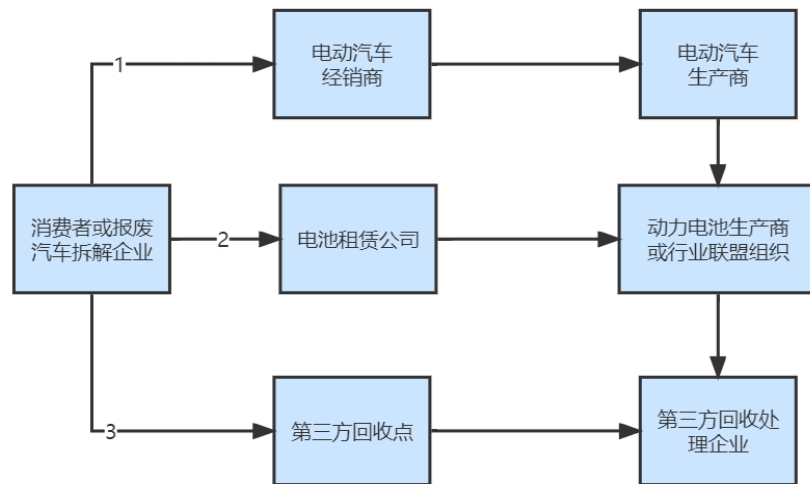 1
电动汽车
经销商
电动汽车
生产商
消费者或报废
汽车拆解企业
2
电池租赁公司
动力电池生产商
或行业联盟组织
3
第三方回收点
第三方回收处
理企业